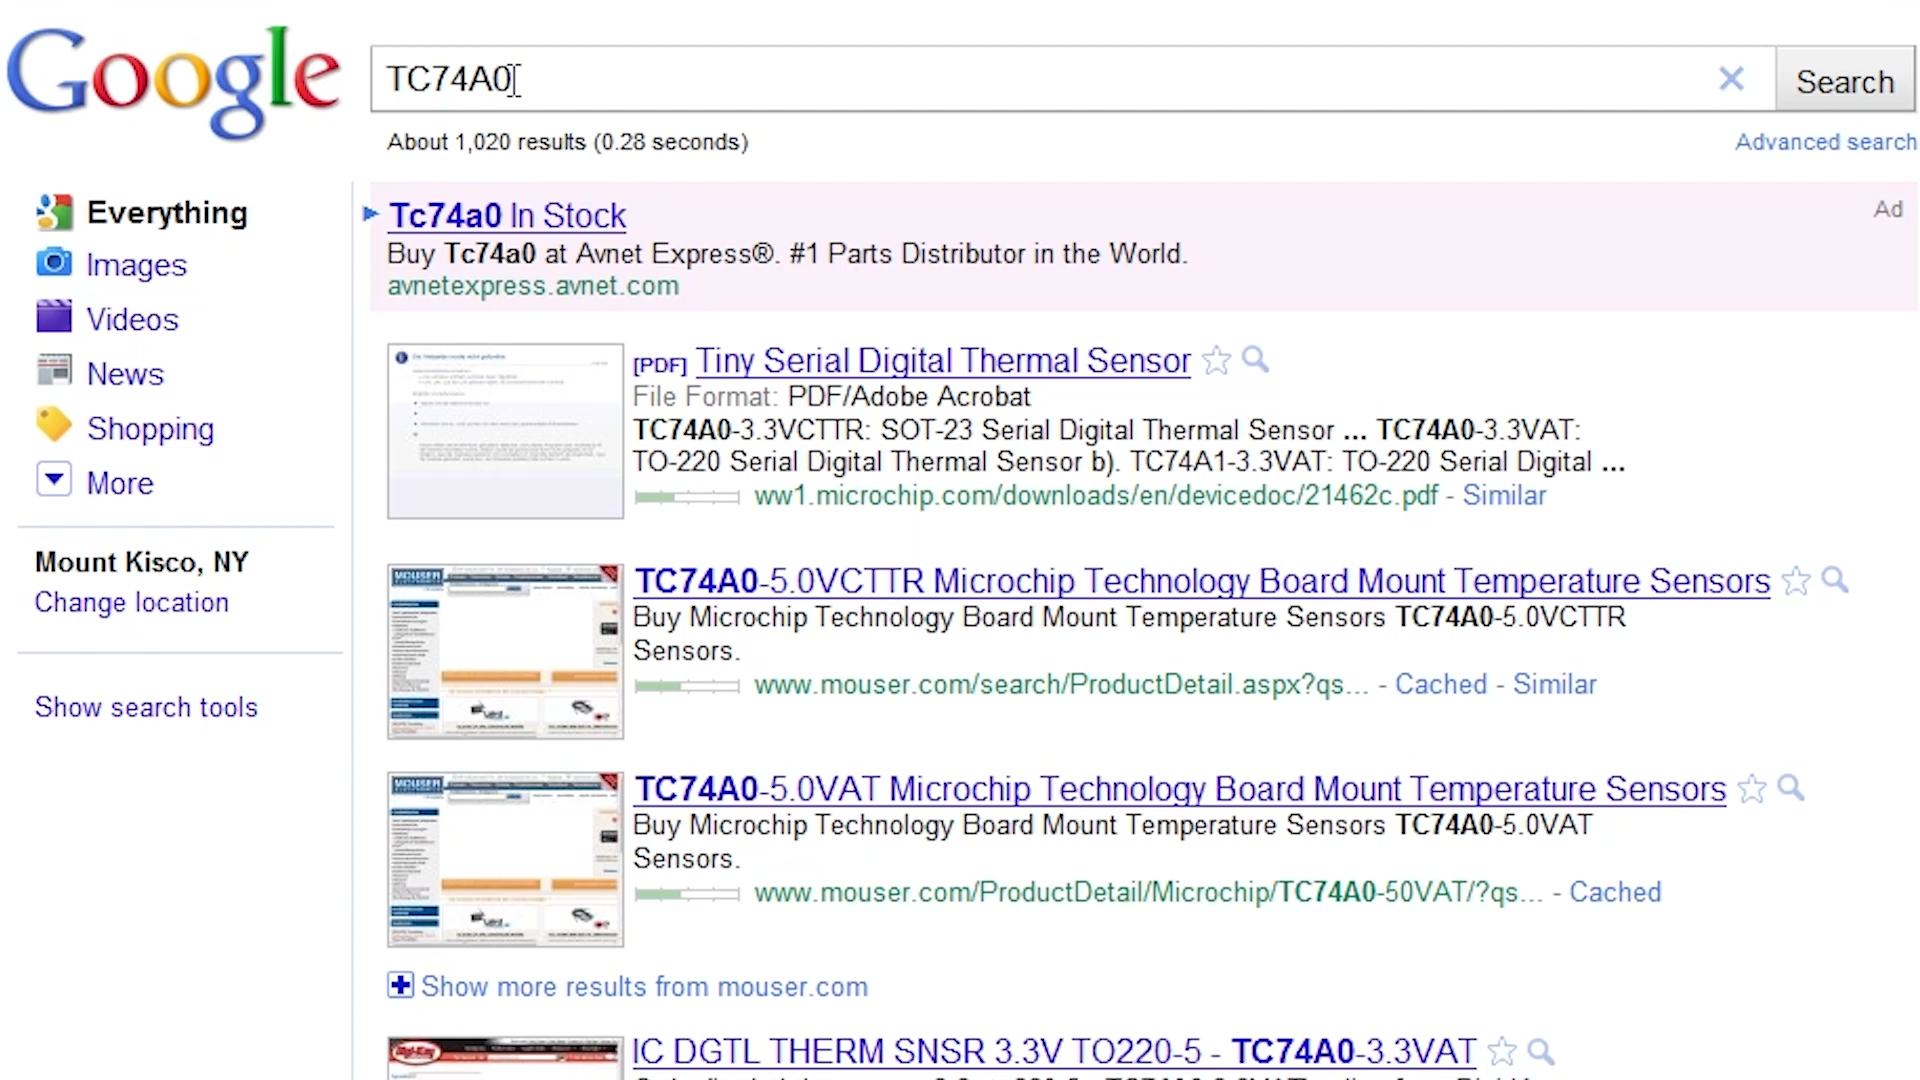 Google
TC74A0
Search
About 1,020 results (0.28 seconds)
Advanced search
Everything
Images
Videos
News
Shopping
More
Mount Kisco, NY
Change location
Show search tools
Tc74a0 In Stock
Ad
Buy Tc74a0 at Avnet Express®. #1 Parts Distributor in the World.
avnetexpress.avnet.com
[PDF] Tiny Serial Digital Thermal Sensor
File Format: PDF/Adobe Acrobat
TC74A0-3.3VCTTR: SOT-23 Serial Digital Thermal Sensor ... TC74A0-3.3VAT:
TO-220 Serial Digital Thermal Sensor b). TC74A1-3.3VAT: TO-220 Serial Digital ...
ww1.microchip.com/downloads/en/devicedoc/21462c.pdf - Similar
MOUSER
TC74A0-5.0VCTTR Microchip Technology Board Mount Temperature Sensors
Buy Microchip Technology Board Mount Temperature Sensors TC74A0-5.0VCTTR
Sensors.
www.mouser.com/search/ProductDetail.aspx?qs... - Cached - Similar
MOUSER
TC74A0-5.0VAT Microchip Technology Board Mount Temperature Sensors
Buy Microchip Technology Board Mount Temperature Sensors TC74A0-5.0VAT
Sensors.
www.mouser.com/ProductDetail/Microchip/TC74A0-50VAT/?qs... - Cached
Show more results from mouser.com
Digi-Key
IC DGTL THERM SNSR 3.3V TO220-5 - TC74A0-3.3VAT